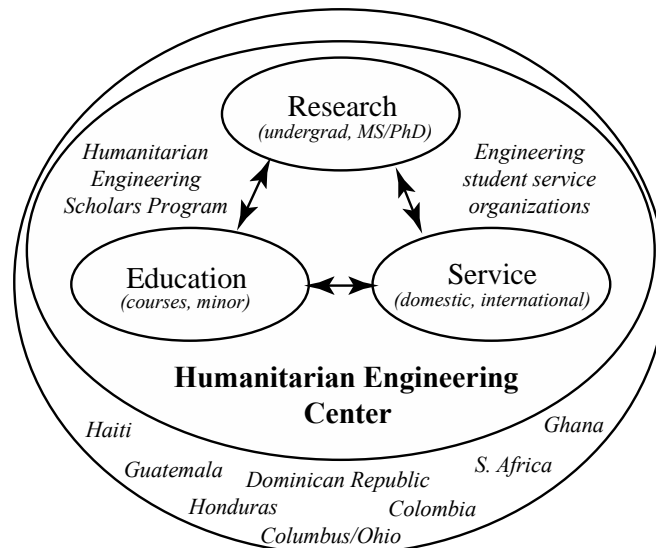 Research
(undergrad, MS/PhD)
Humanitarian
Engineering
Scholars Program
Engineering
student service
organizations
Education
(courses, minor)
Service
(domestic, international)
Humanitarian Engineering
Center
Haiti
Ghana
Guatemala
Dominican Republic
S. Africa
Honduras
Colombia
Columbus/Ohio